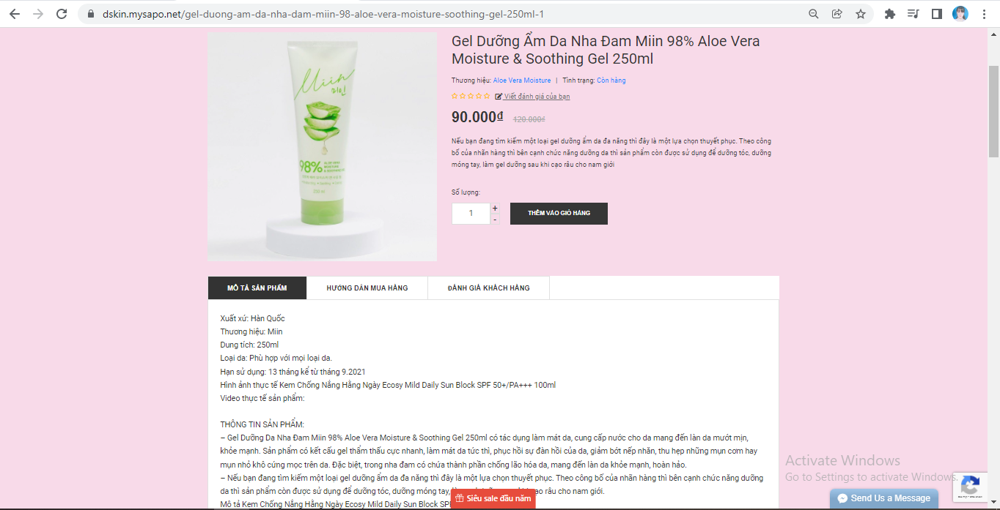 dskin.mysapo.net/gel-duong-am-da-nha-dam-miin-98-aloe-vera-moisture-soothing-gel-250ml-1
Gel Dưỡng Ẩm Da Nha Đam Miin 98% Aloe Vera
Moisture & Soothing Gel 250ml
Thương hiệu: Aloe Vera Moisture | Tình trạng: Còn hàng
Viết đánh giá của bạn
90.000₫ 120.000₫
Nếu bạn đang tìm kiếm một loại gel dưỡng ẩm da đa năng thì đây là một lựa chọn thuyết phục. Theo công
bố của nhãn hàng thì bên cạnh chức năng dưỡng da thì sản phẩm còn được sử dụng để dưỡng tóc, dưỡng
móng tay, làm gel dưỡng sau khi cạo râu cho nam giới
Số lượng:
1 + -
THÊM VÀO GIỎ HÀNG
Miin
미인
98% ALOE VERA
MOISTURE
250 ml
MÔ TẢ SẢN PHẨM
HƯỚNG DẪN MUA HÀNG
ĐÁNH GIÁ KHÁCH HÀNG
Xuất xứ: Hàn Quốc
Thương hiệu: Miin
Dung tích: 250ml
Loại da: Phù hợp với mọi loại da.
Hạn sử dụng: 13 tháng kể từ tháng 9.2021
Hình ảnh thực tế Kem Chống Nắng Hằng Ngày Ecosy Mild Daily Sun Block SPF 50+/PA+++ 100ml
Video thực tế sản phẩm:
THÔNG TIN SẢN PHẨM:
– Gel Dưỡng Da Nha Đam Miin 98% Aloe Vera Moisture & Soothing Gel 250ml có tác dụng làm mát da, cung cấp nước cho da mang đến làn da mướt mịn,
khỏe mạnh. Sản phẩm có kết cấu gel thẩm thấu cực nhanh, làm mát da tức thì, phục hồi sự đàn hồi của da, giảm bớt nếp nhăn, thu hẹp những mụn cơm hay
mụn nhỏ khô cứng mọc trên da. Đặc biệt, trong nha đam có chứa thành phần chống lão hóa da, mang đến làn da khỏe mạnh, hoàn hảo.
– Nếu bạn đang tìm kiếm một loại gel dưỡng ẩm da đa năng thì đây là một lựa chọn thuyết phục. Theo công bố của nhãn hàng thì bên cạnh chức năng dưỡng
da thì sản phẩm còn được sử dụng để dưỡng tóc, dưỡng móng tay, cạo râu cho nam giới.
Mô tả Kem Chống Nắng Hằng Ngày Ecosy Mild Daily Sun Block
Siêu sale đầu năm
Activate Windows
Go to Settings to activate Windows.
Send Us a Message